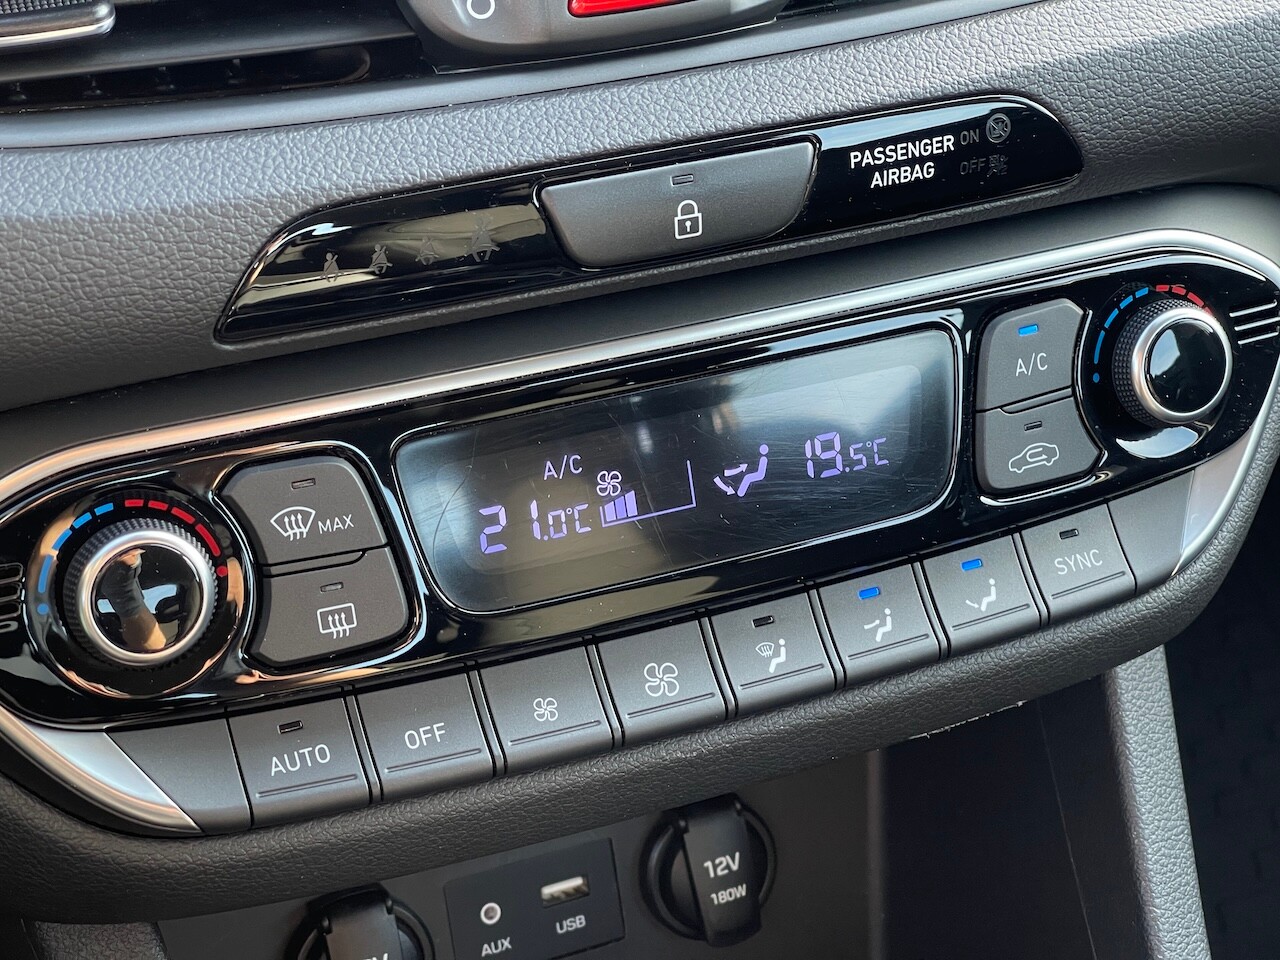 PASSENGER ON
AIRBAG OFF
A/C
A/C
21.0°C
19.5°C
MAX
SYNC
AUTO
OFF
12V
180W
USB
AUX